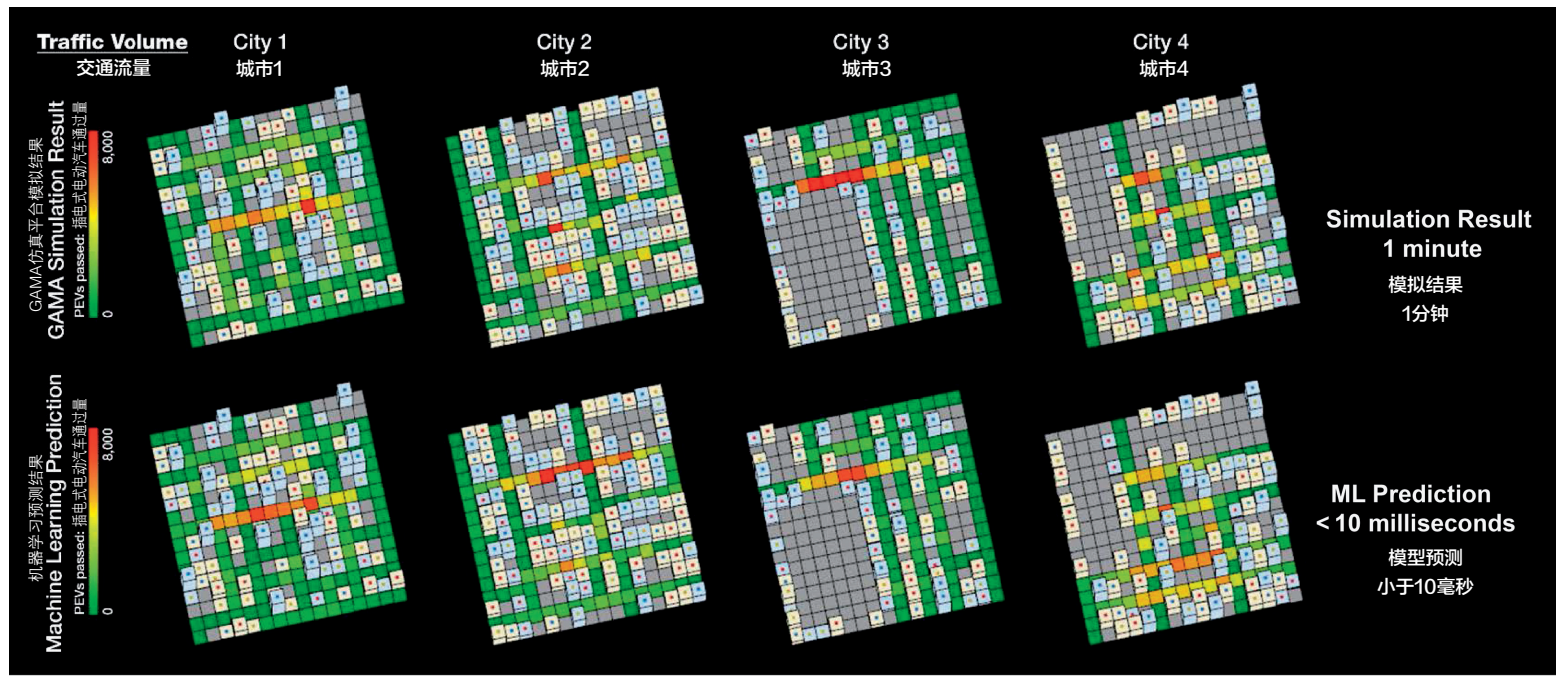 Traffic Volume
交通流量
City 1
城市1
City 2
城市2
City 3
城市3
City 4
城市4
GAMA仿真平台模拟结果
GAMA Simulation Result
PEVs passed: 插电式电动汽车通过量
8,000
0
Simulation Result
1 minute
模拟结果
1分钟
机器学习预测结果
Machine Learning Prediction
PEVs passed: 插电式电动汽车通过量
8,000
0
ML Prediction
< 10 milliseconds
模型预测
小于10毫秒